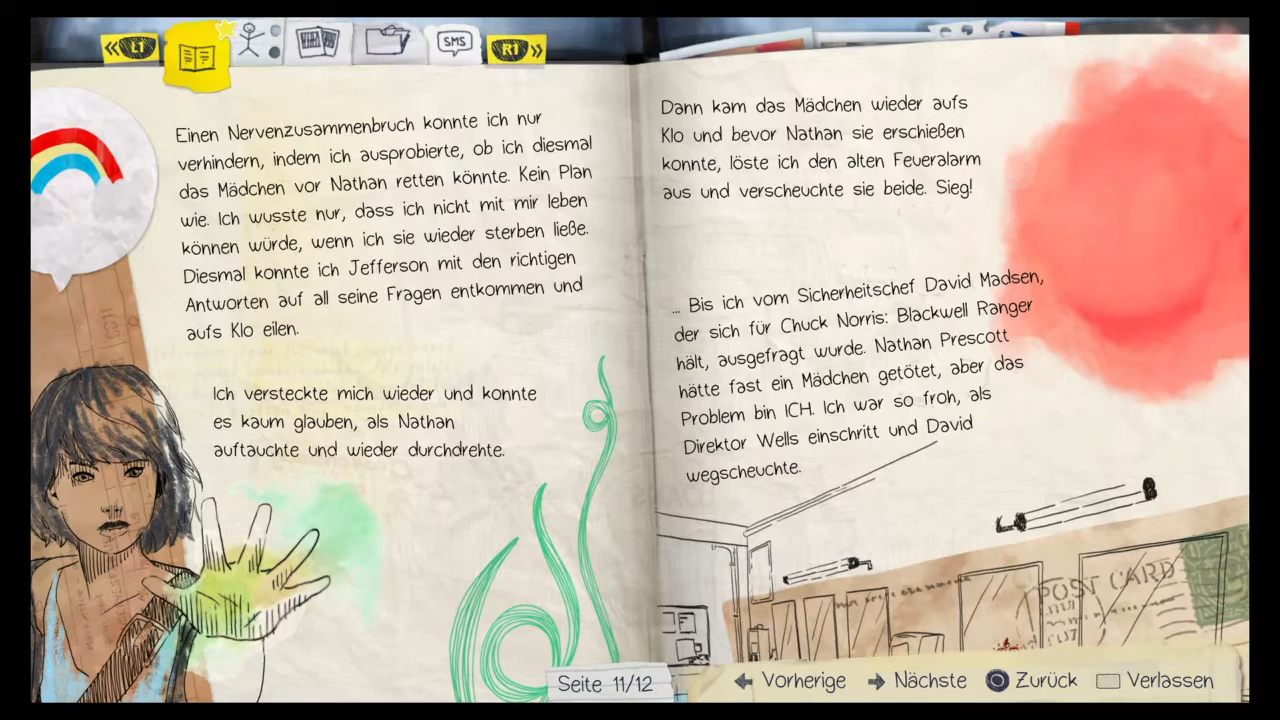 L1
SMS
R1
Einen Nervenzusammenbruch konnte ich nur
verhindern, indem ich ausprobierte, ob ich diesmal
das Mädchen vor Nathan retten könnte. Kein Plan
wie. Ich wusste nur, dass ich nicht mit mir leben
können würde, wenn ich sie wieder sterben ließe.
Diesmal konnte ich Jefferson mit den richtigen
Antworten auf all seine Fragen entkommen und
aufs Klo eilen.
Ich versteckte mich wieder und konnte
es kaum glauben, als Nathan
auftauchte und wieder durchdrehte.
Dann kam das Mädchen wieder aufs
Klo und bevor Nathan sie erschießen
konnte, löste ich den alten Feueralarm
aus und verscheuchte sie beide. Sieg!
... Bis ich vom Sicherheitschef David Madsen,
der sich für Chuck Norris: Blackwell Ranger
hält, ausgefragt wurde. Nathan Prescott
hätte fast ein Mädchen getötet, aber das
Problem bin ICH. Ich war so froh, als
Direktor Wells einschritt und David
wegscheuchte.
POST CARD
Seite 11/12
Vorherige
Nächste
Zurück
Verlassen